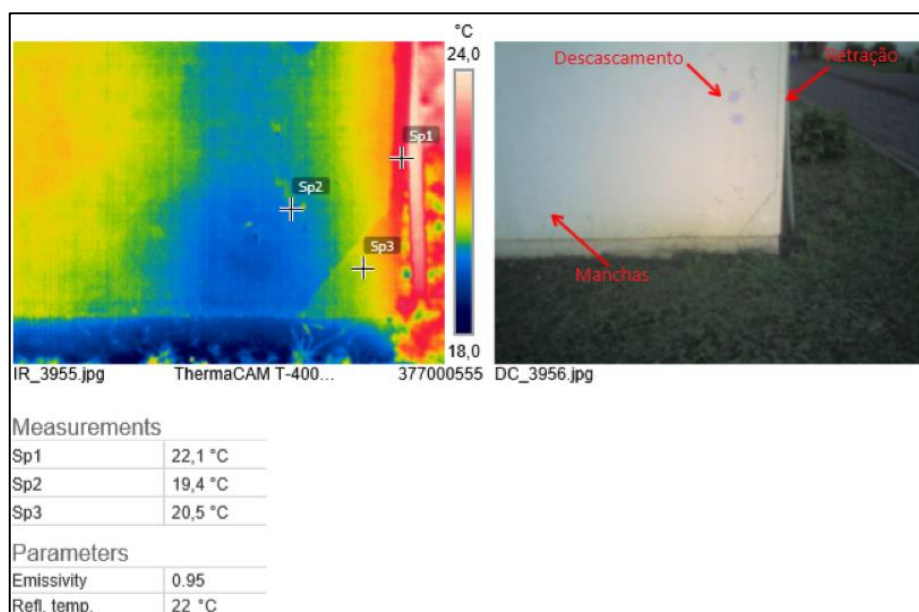 °C
24,0
Sp1
Sp2
Sp3
18,0
IR_3955.jpg ThermaCAM T-400... 377000555
Descascamento
Retração
Manchas
DC_3956.jpg
Measurements
Sp1 22,1 °C
Sp2 19,4 °C
Sp3 20,5 °C
Parameters
Emissivity 0.95
Refl. temp. 22 °C